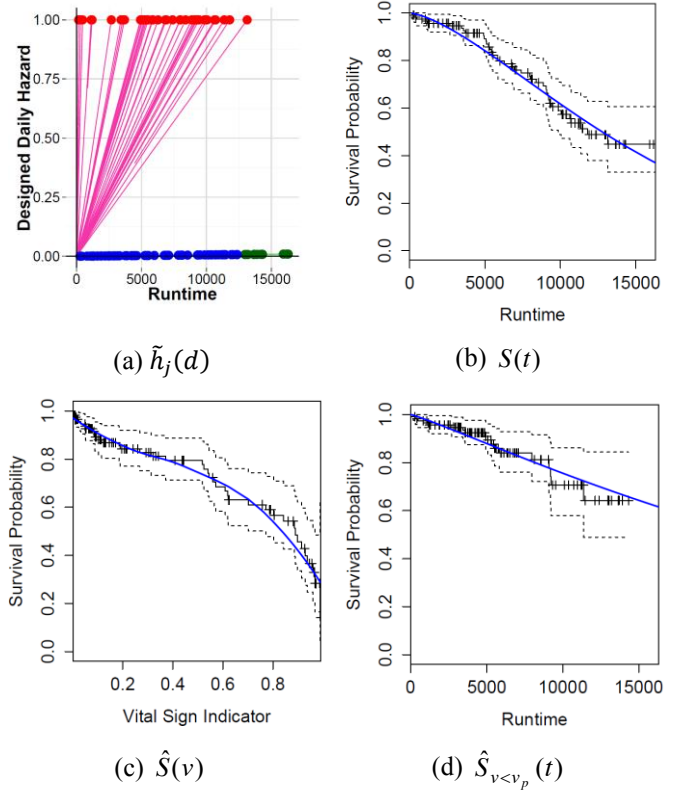 Designed Daily Hazard
1.00
0.75
0.50
0.25
0.00
0 5000 10000 15000
Runtime
(a) h̃ⱼ(d)
Survival Probability
1.0
0.8
0.6
0.4
0.2
0.0
0 5000 10000 15000
Runtime
(b) S(t)
Survival Probability
1.0
0.8
0.6
0.4
0.2
0.0
0.2 0.4 0.6 0.8
Vital Sign Indicator
(c) Ŝ(v)
Survival Probability
1.0
0.8
0.6
0.4
0.2
0.0
0 5000 10000 15000
Runtime
(d) Ŝ_{v<v_p}(t)